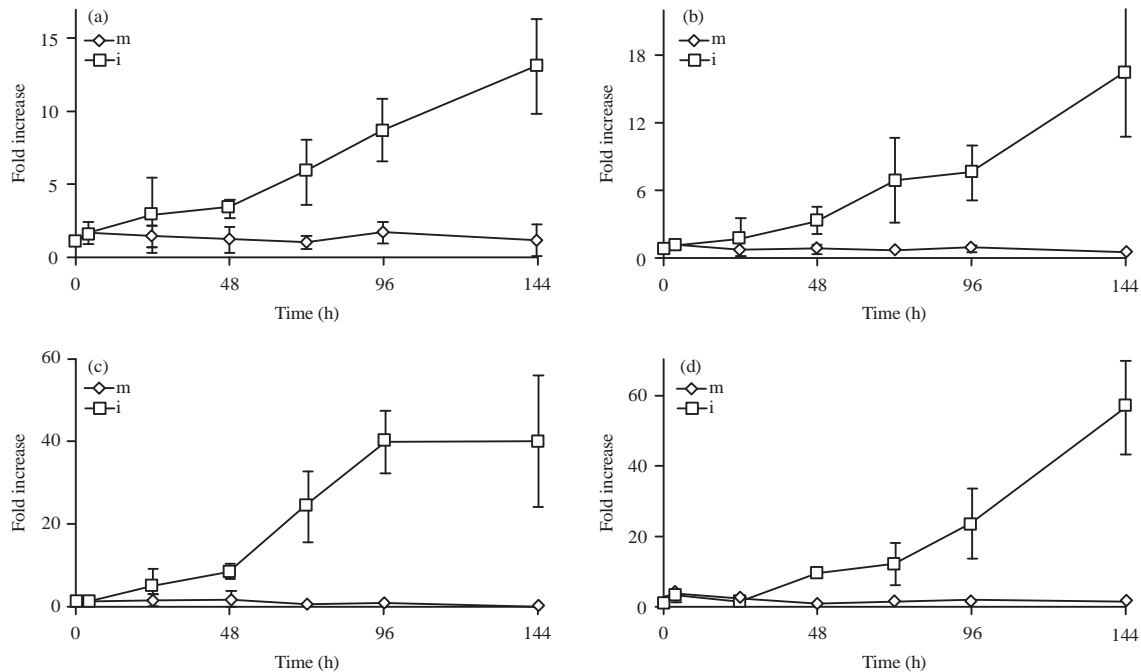 (a)
m
i
15
10
5
0
Fold increase
0 48 96 144
Time (h)
(b)
m
i
18
12
6
0
Fold increase
0 48 96 144
Time (h)
(c)
m
i
60
40
20
0
Fold increase
0 48 96 144
Time (h)
(d)
m
i
60
40
20
0
Fold increase
0 48 96 144
Time (h)